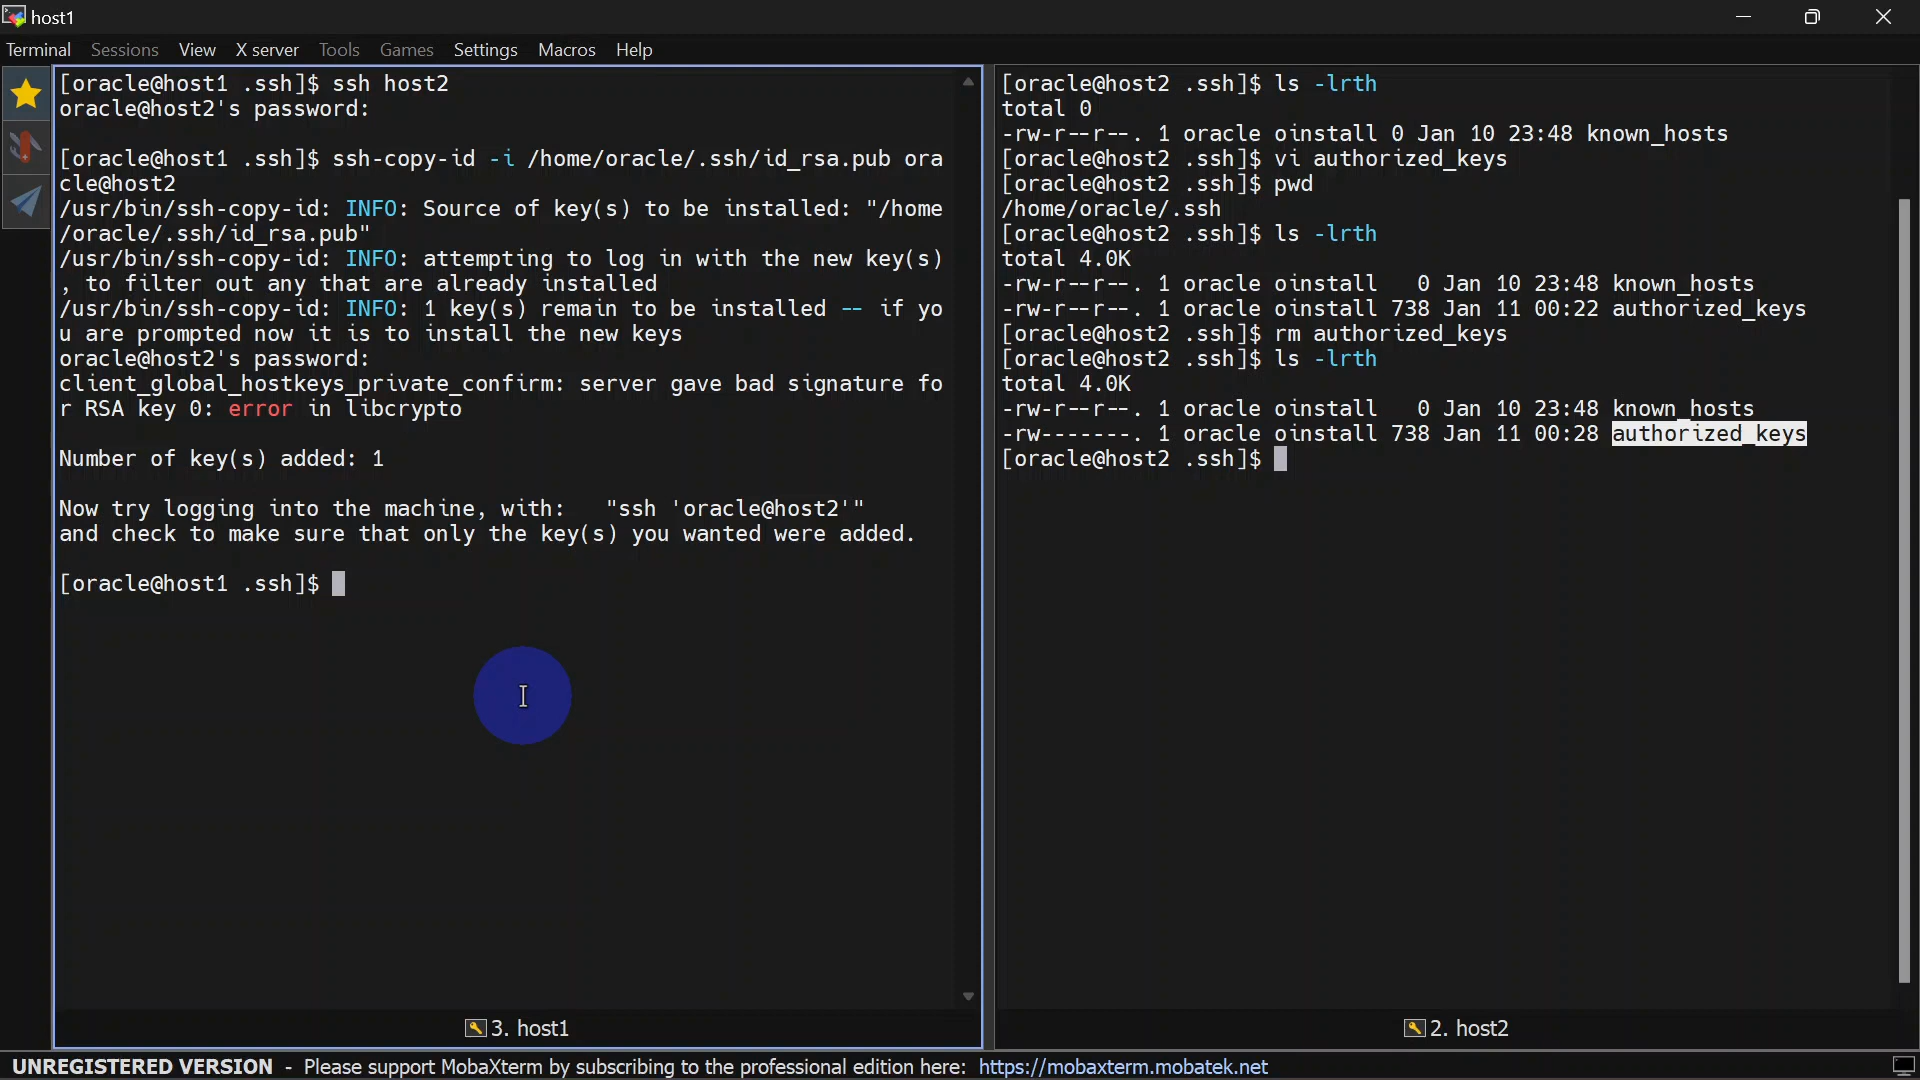 host1
Terminal Sessions View X server Tools Games Settings Macros Help
[oracle@host1 .ssh]$ ssh host2
oracle@host2's password:
[oracle@host1 .ssh]$ ssh-copy-id -i /home/oracle/.ssh/id_rsa.pub ora
cle@host2
/usr/bin/ssh-copy-id: INFO: Source of key(s) to be installed: "/home
/oracle/.ssh/id_rsa.pub"
/usr/bin/ssh-copy-id: INFO: attempting to log in with the new key(s)
, to filter out any that are already installed
/usr/bin/ssh-copy-id: INFO: 1 key(s) remain to be installed -- if yo
u are prompted now it is to install the new keys
oracle@host2's password:
client_global_hostkeys_private_confirm: server gave bad signature fo
r RSA key 0: error in libcrypto
Number of key(s) added: 1
Now try logging into the machine, with:   "ssh 'oracle@host2'"
and check to make sure that only the key(s) you wanted were added.
[oracle@host1 .ssh]$
3. host1
[oracle@host2 .ssh]$ ls -lrth
total 0
-rw-r--r--. 1 oracle oinstall 0 Jan 10 23:48 known_hosts
[oracle@host2 .ssh]$ vi authorized_keys
[oracle@host2 .ssh]$ pwd
/home/oracle/.ssh
[oracle@host2 .ssh]$ ls -lrth
total 4.0K
-rw-r--r--. 1 oracle oinstall   0 Jan 10 23:48 known_hosts
-rw-r--r--. 1 oracle oinstall 738 Jan 11 00:22 authorized_keys
[oracle@host2 .ssh]$ rm authorized_keys
[oracle@host2 .ssh]$ ls -lrth
total 4.0K
-rw-r--r--. 1 oracle oinstall   0 Jan 10 23:48 known_hosts
-rw-------. 1 oracle oinstall 738 Jan 11 00:28 authorized_keys
[oracle@host2 .ssh]$
2. host2
UNREGISTERED VERSION - Please support MobaXterm by subscribing to the professional edition here: https://mobaxterm.mobatek.net